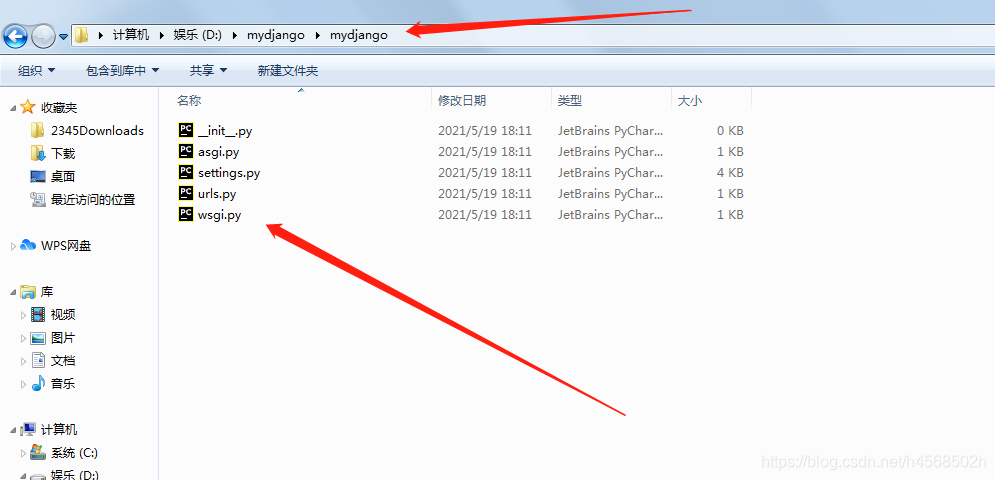 计算机 娱乐 (D:) mydjango mydjango
组织 包含到库中 共享 新建文件夹
收藏夹
2345Downloads
下载
桌面
最近访问的位置
WPS网盘
库
视频
图片
文档
音乐
计算机
系统 (C:)
娱乐 (D:)
名称 修改日期 类型 大小
__init__.py 2021/5/19 18:11 JetBrains PyChar... 0 KB
asgi.py 2021/5/19 18:11 JetBrains PyChar... 1 KB
settings.py 2021/5/19 18:11 JetBrains PyChar... 4 KB
urls.py 2021/5/19 18:11 JetBrains PyChar... 1 KB
wsgi.py 2021/5/19 18:11 JetBrains PyChar... 1 KB
https://blog.csdn.net/h4568502h